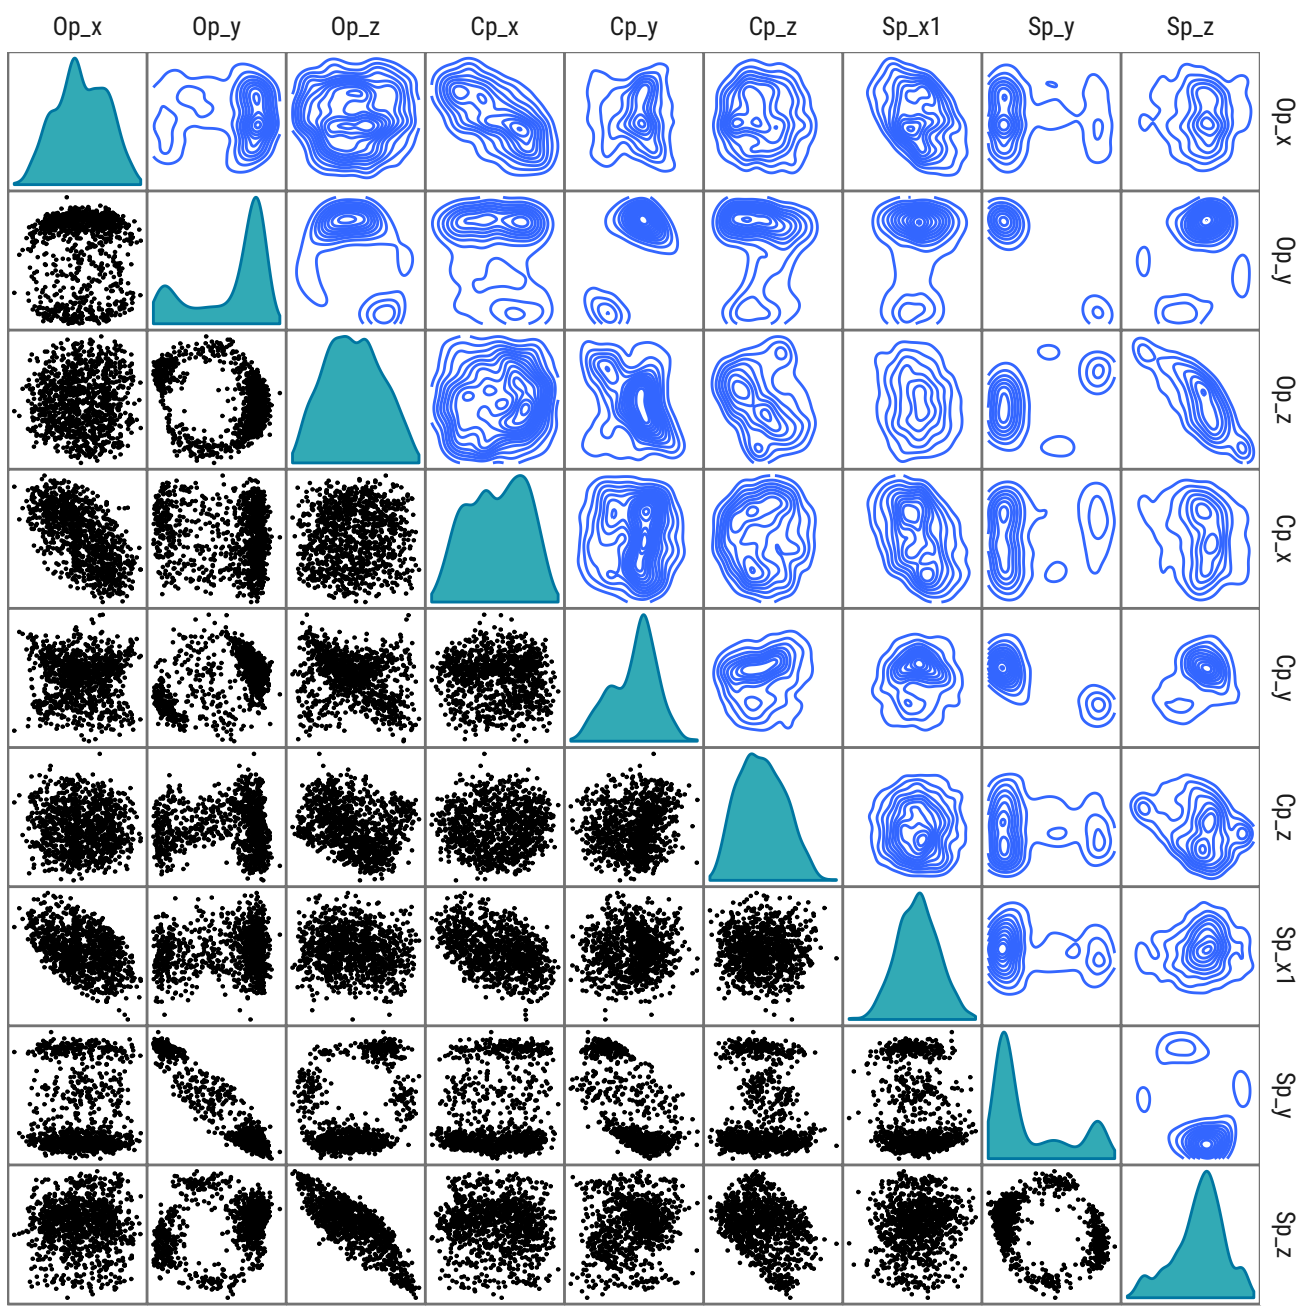 Op_x Op_y Op_z Cp_x Cp_y Cp_z Sp_x1 Sp_y Sp_z
Op_x
Op_y
Op_z
Cp_x
Cp_y
Cp_z
Sp_x1
Sp_y
Sp_z